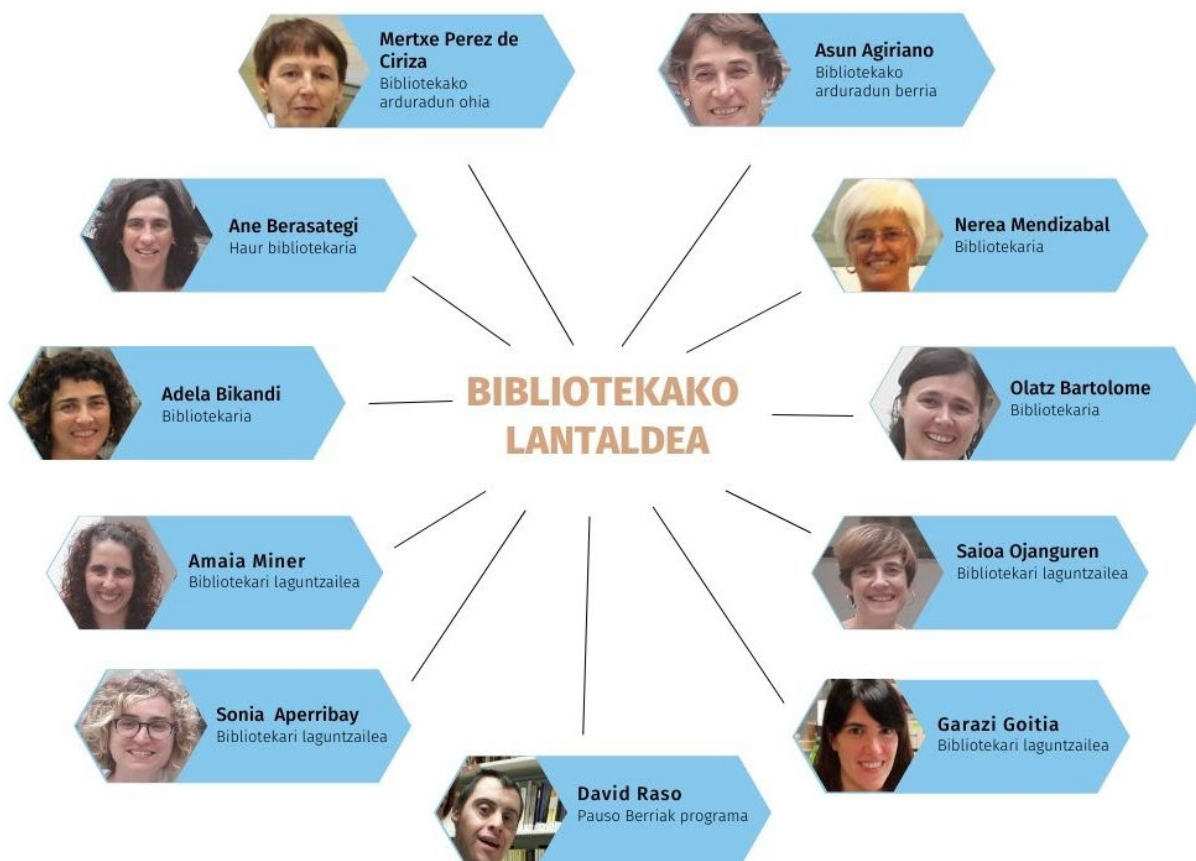 Mertxe Perez de
Ciriza
Bibliotekako
arduradun ohia
Asun Agiriano
Bibliotekako
arduradun berria
Ane Berasategi
Haur bibliotekaria
Nerea Mendizabal
Bibliotekaria
Adela Bikandi
Bibliotekaria
BIBLIOTEKAKO
LANTALDEA
Olatz Bartolome
Bibliotekaria
Amaia Miner
Bibliotekari laguntzailea
Saioa Ojanguren
Bibliotekari laguntzailea
Sonia Aperribay
Bibliotekari laguntzailea
Garazi Goitia
Bibliotekari laguntzailea
David Raso
Pauso Berriak programa